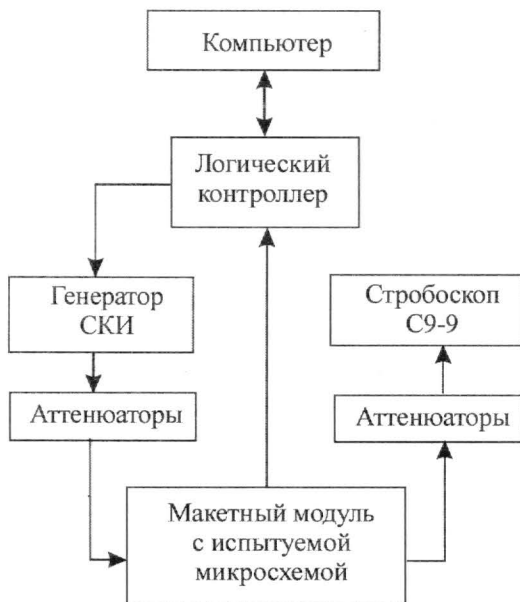 Компьютер
Логический
контроллер
Генератор
СКИ
Стробоскоп
С9-9
Аттенюаторы
Аттенюаторы
Макетный модуль
с испытуемой
микросхемой